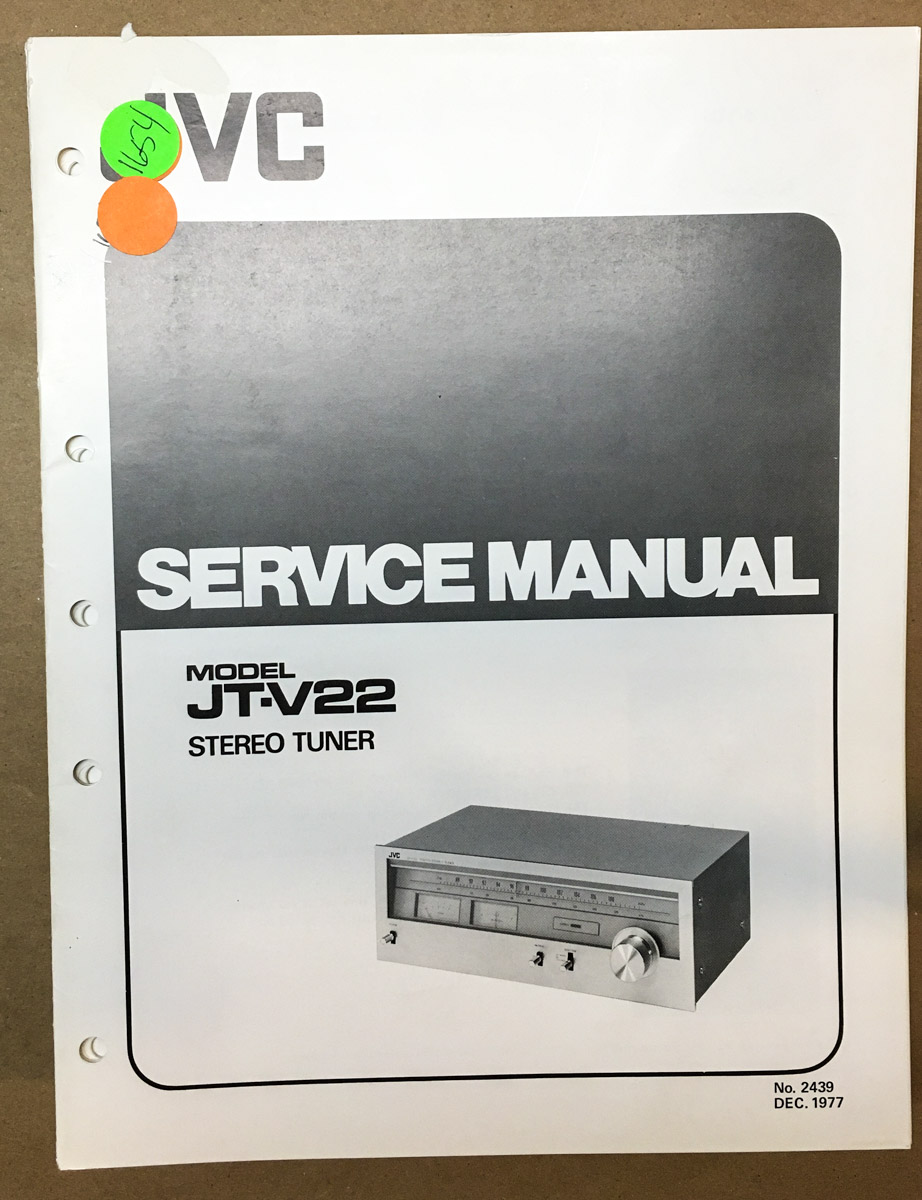 JVC
1654
SERVICE MANUAL
MODEL
JT-V22
STEREO TUNER
JVC
No. 2439
DEC. 1977